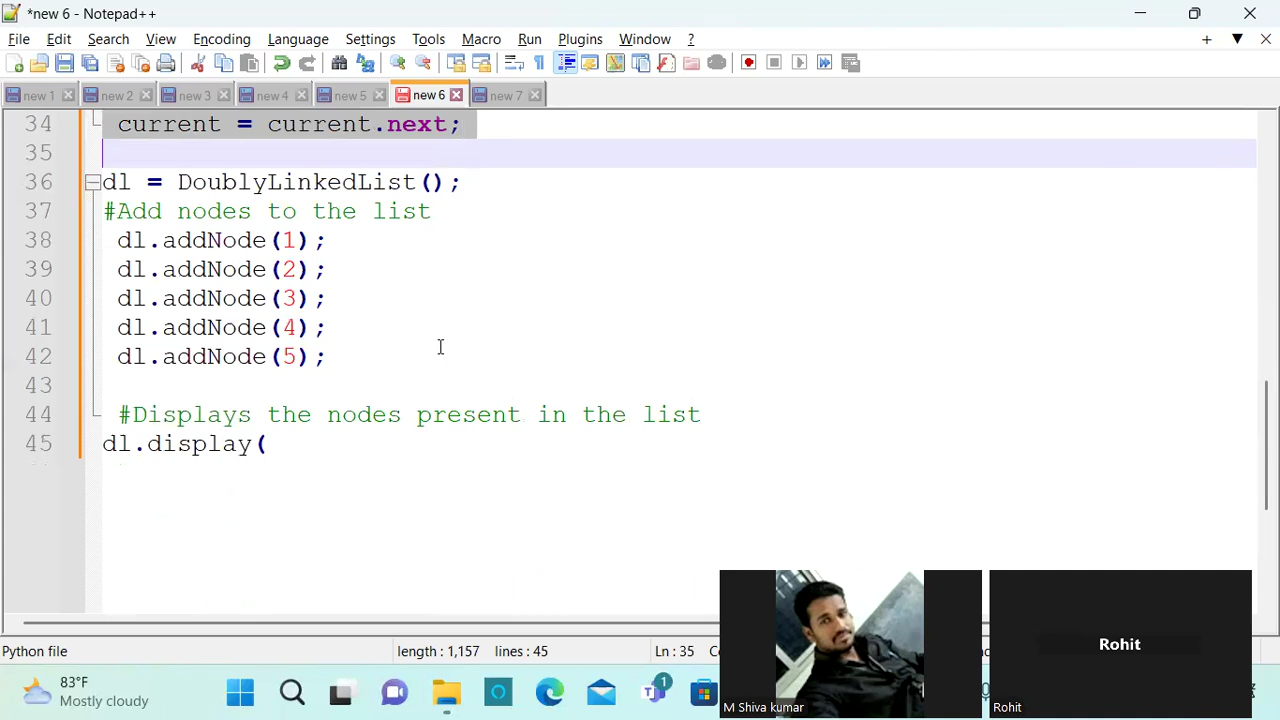 *new 6 - Notepad++
File Edit Search View Encoding Language Settings Tools Macro Run Plugins Window ?
new 1 new 2 new 3 new 4 new 5 new 6 new 7
34 current = current.next;
35
36 dl = DoublyLinkedList();
37 #Add nodes to the list
38 dl.addNode(1);
39 dl.addNode(2);
40 dl.addNode(3);
41 dl.addNode(4);
42 dl.addNode(5);
43
44 #Displays the nodes present in the list
45 dl.display(
Python file length : 1,157 lines : 45 Ln : 35
Rohit
83°F
Mostly cloudy
1
M Shiva kumar Rohit